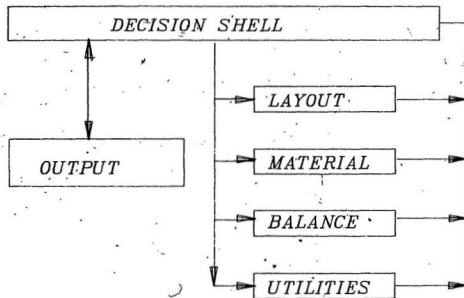 DECISION SHELL
LAYOUT
OUTPUT
MATERIAL
BALANCE
UTILITIES